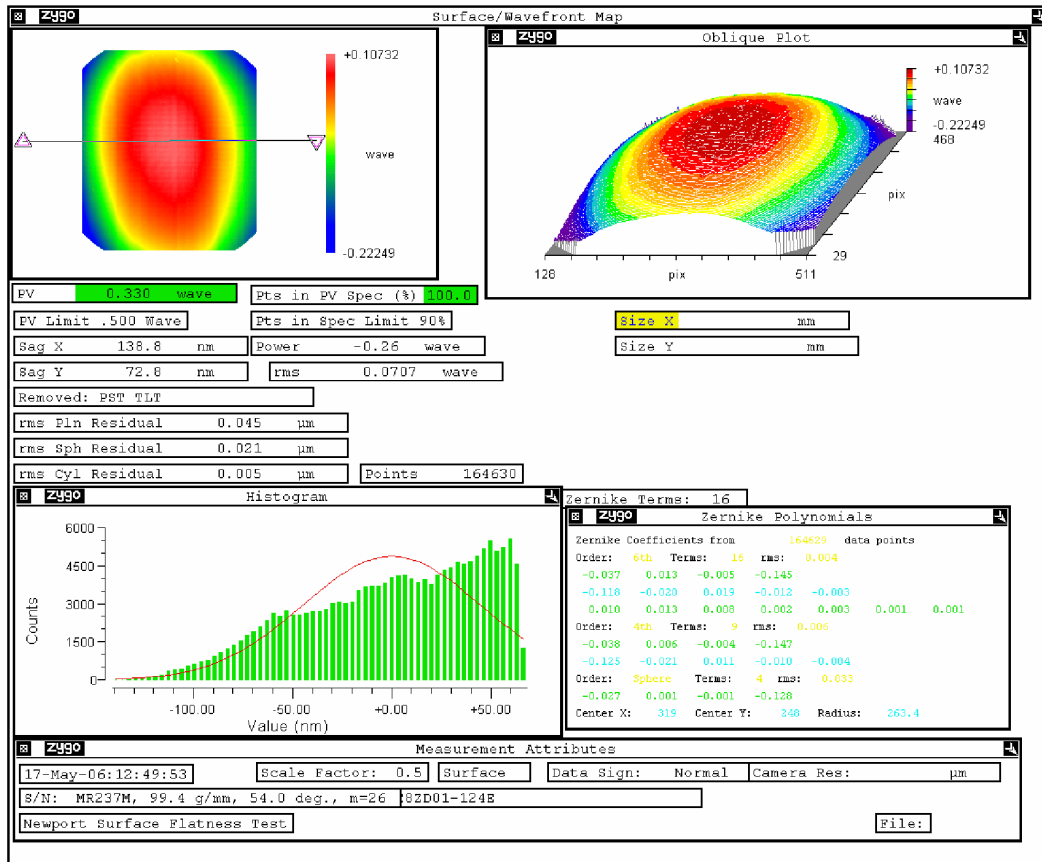 zygo Surface/Wavefront Map
+0.10732
wave
-0.22249
zygo Oblique Plot
+0.10732
wave
-0.22249
468
pix
29
128 pix 511
PV 0.330 wave
Pts in PV Spec (%) 100.0
PV Limit .500 Wave
Pts in Spec Limit 90%
Size X mm
Sag X 138.8 nm
Power -0.26 wave
Size Y mm
Sag Y 72.8 nm
rms 0.0707 wave
Removed: PST TLT
rms Pln Residual 0.045 µm
rms Sph Residual 0.021 µm
rms Cyl Residual 0.005 µm
Points 164630
zygo Histogram
6000
4500
3000
1500
0
Counts
-100.00 -50.00 +0.00 +50.00
Value (nm)
Zernike Terms: 16
zygo Zernike Polynomials
Zernike Coefficients from 164629 data points
Order: 6th Terms: 16 rms: 0.004
-0.037 0.013 -0.005 -0.145
-0.118 -0.020 0.019 -0.012 -0.003
0.010 0.013 0.008 0.002 0.003 0.001 0.001
Order: 4th Terms: 9 rms: 0.006
-0.038 0.006 -0.004 -0.147
-0.125 -0.021 0.011 -0.010 -0.004
Order: Sphere Terms: 4 rms: 0.033
-0.027 0.001 -0.001 -0.128
Center X: 319 Center Y: 248 Radius: 263.4
zygo Measurement Attributes
17-May-06:12:49:53
Scale Factor: 0.5
Surface
Data Sign: Normal
Camera Res: µm
S/N: MR237M, 99.4 g/mm, 54.0 deg., m=26
8ZD01-124E
Newport Surface Flatness Test
File: